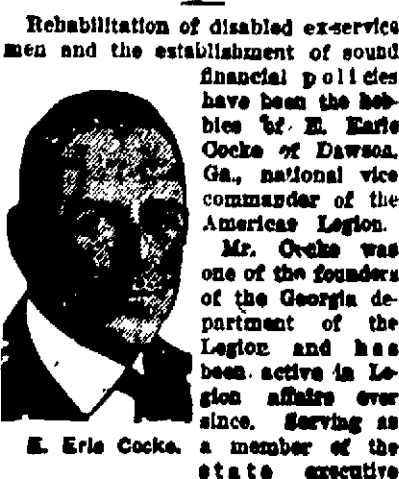 Rehabilitation of disabled ex-service
men and the establishment of sound
financial policies
have been the hob-
bies of E. Earle
Cocke of Dawson,
Ga., national vice
commander of the
American Legion.
Mr. Cocke was
one of the founders
of the Georgia de-
partment of the
Legion and has
been active in Le-
gion affairs ever
since. Serving as
a member of the
state executive
E. Erle Cocke.